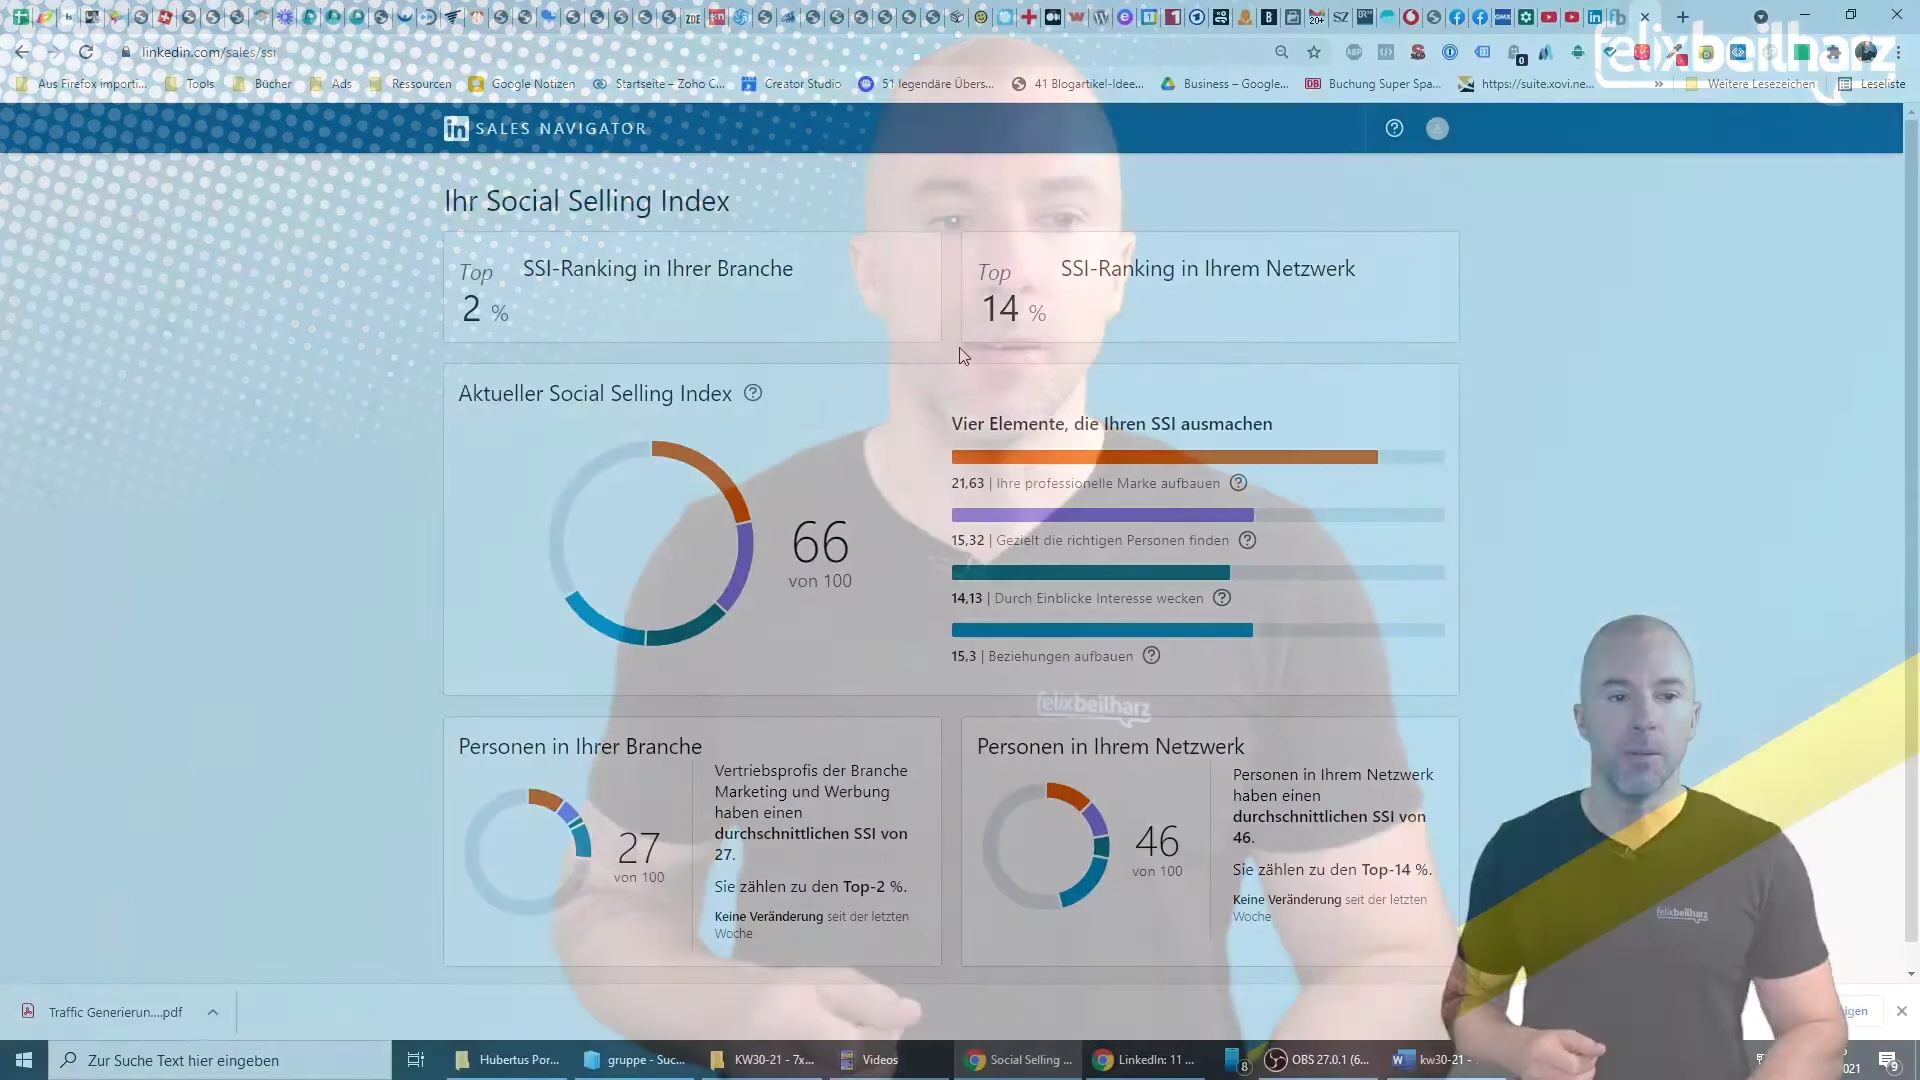 felixbeilharz
linkedin.com/sales/ssi
Aus Firefox importi... Tools Bücher Ads Ressourcen Google Notizen Startseite – Zoho C... Creator Studio 51 legendäre Übers... 41 Blogartikel-Idee... Business – Google... Buchung Super Spa... https://suite.xovi.ne... » Weitere Lesezeichen Leseliste
in SALES NAVIGATOR
Ihr Social Selling Index
Top
2 %
SSI-Ranking in Ihrer Branche
Top
14 %
SSI-Ranking in Ihrem Netzwerk
Aktueller Social Selling Index
66
von 100
Vier Elemente, die Ihren SSI ausmachen
21,63 | Ihre professionelle Marke aufbauen
15,32 | Gezielt die richtigen Personen finden
14,13 | Durch Einblicke Interesse wecken
15,3 | Beziehungen aufbauen
felixbeilharz
Personen in Ihrer Branche
27
von 100
Vertriebsprofis der Branche
Marketing und Werbung
haben einen
durchschnittlichen SSI von
27.
Sie zählen zu den Top-2 %.
Keine Veränderung seit der letzten
Woche
Personen in Ihrem Netzwerk
46
von 100
Personen in Ihrem Netzwerk
haben einen
durchschnittlichen SSI von
46.
Sie zählen zu den Top-14 %.
Keine Veränderung seit der letzten
Woche
felixbeilharz
Traffic Generierun....pdf
Zur Suche Text hier eingeben
Hubertus Por... gruppe - Suc... KW30-21 - 7x... Videos Social Selling ... LinkedIn: 11 ... 8 OBS 27.0.1 (6... kw30-21 - 9